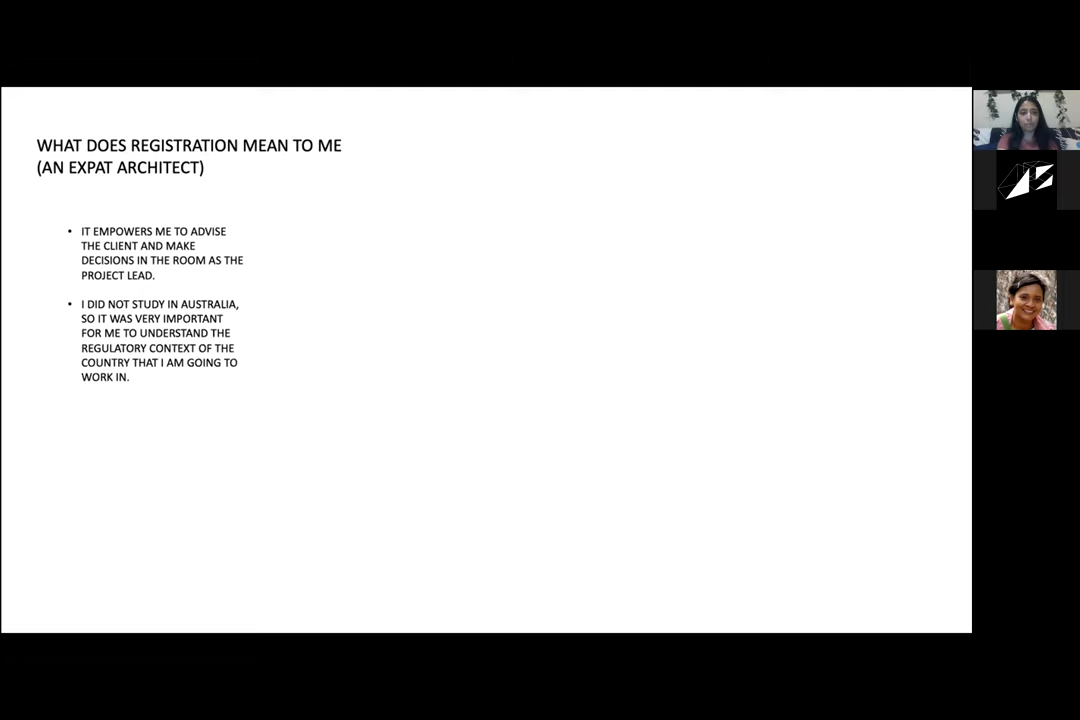 WHAT DOES REGISTRATION MEAN TO ME
(AN EXPAT ARCHITECT)
• IT EMPOWERS ME TO ADVISE
THE CLIENT AND MAKE
DECISIONS IN THE ROOM AS THE
PROJECT LEAD.
• I DID NOT STUDY IN AUSTRALIA,
SO IT WAS VERY IMPORTANT
FOR ME TO UNDERSTAND THE
REGULATORY CONTEXT OF THE
COUNTRY THAT I AM GOING TO
WORK IN.